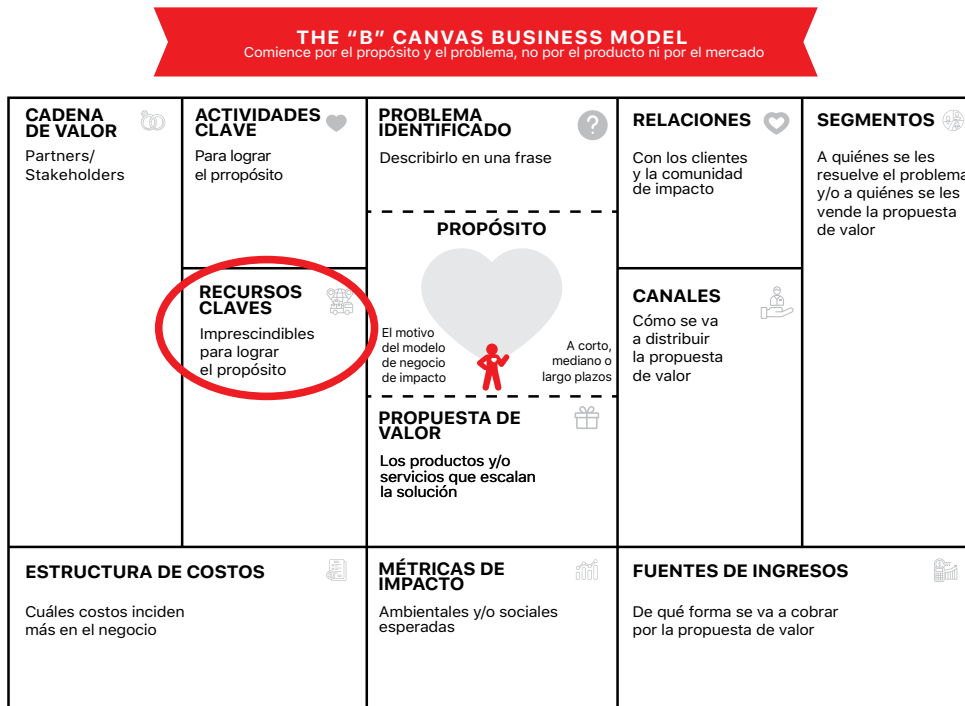 THE “B” CANVAS BUSINESS MODEL
Comience por el propósito y el problema, no por el producto ni por el mercado
CADENA
DE VALOR
Partners/
Stakeholders
ACTIVIDADES
CLAVE
Para lograr
el prropósito
RECURSOS
CLAVES
Imprescindibles
para lograr
el propósito
PROBLEMA
IDENTIFICADO
?
Describirlo en una frase
PROPÓSITO
El motivo
del modelo
de negocio
de impacto
A corto,
mediano o
largo plazos
PROPUESTA DE
VALOR
Los productos y/o
servicios que escalan
la solución
RELACIONES
Con los clientes
y la comunidad
de impacto
CANALES
Cómo se va
a distribuir
la propuesta
de valor
SEGMENTOS
A quiénes se les
resuelve el problema
y/o a quiénes se les
vende la propuesta
de valor
ESTRUCTURA DE COSTOS
Cuáles costos inciden
más en el negocio
MÉTRICAS DE
IMPACTO
Ambientales y/o sociales
esperadas
FUENTES DE INGRESOS
De qué forma se va a cobrar
por la propuesta de valor